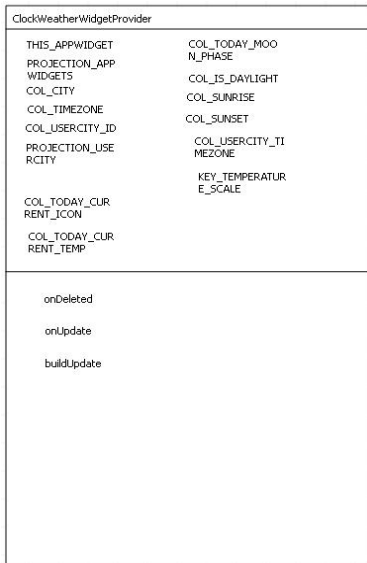 ClockWeatherWidgetProvider
THIS_APPWIDGET
PROJECTION_APP
WIDGETS
COL_CITY
COL_TIMEZONE
COL_USERCITY_ID
PROJECTION_USE
RCITY
COL_TODAY_CUR
RENT_ICON
COL_TODAY_CUR
RENT_TEMP
COL_TODAY_MOO
N_PHASE
COL_IS_DAYLIGHT
COL_SUNRISE
COL_SUNSET
COL_USERCITY_TI
MEZONE
KEY_TEMPERATUR
E_SCALE
onDeleted
onUpdate
buildUpdate